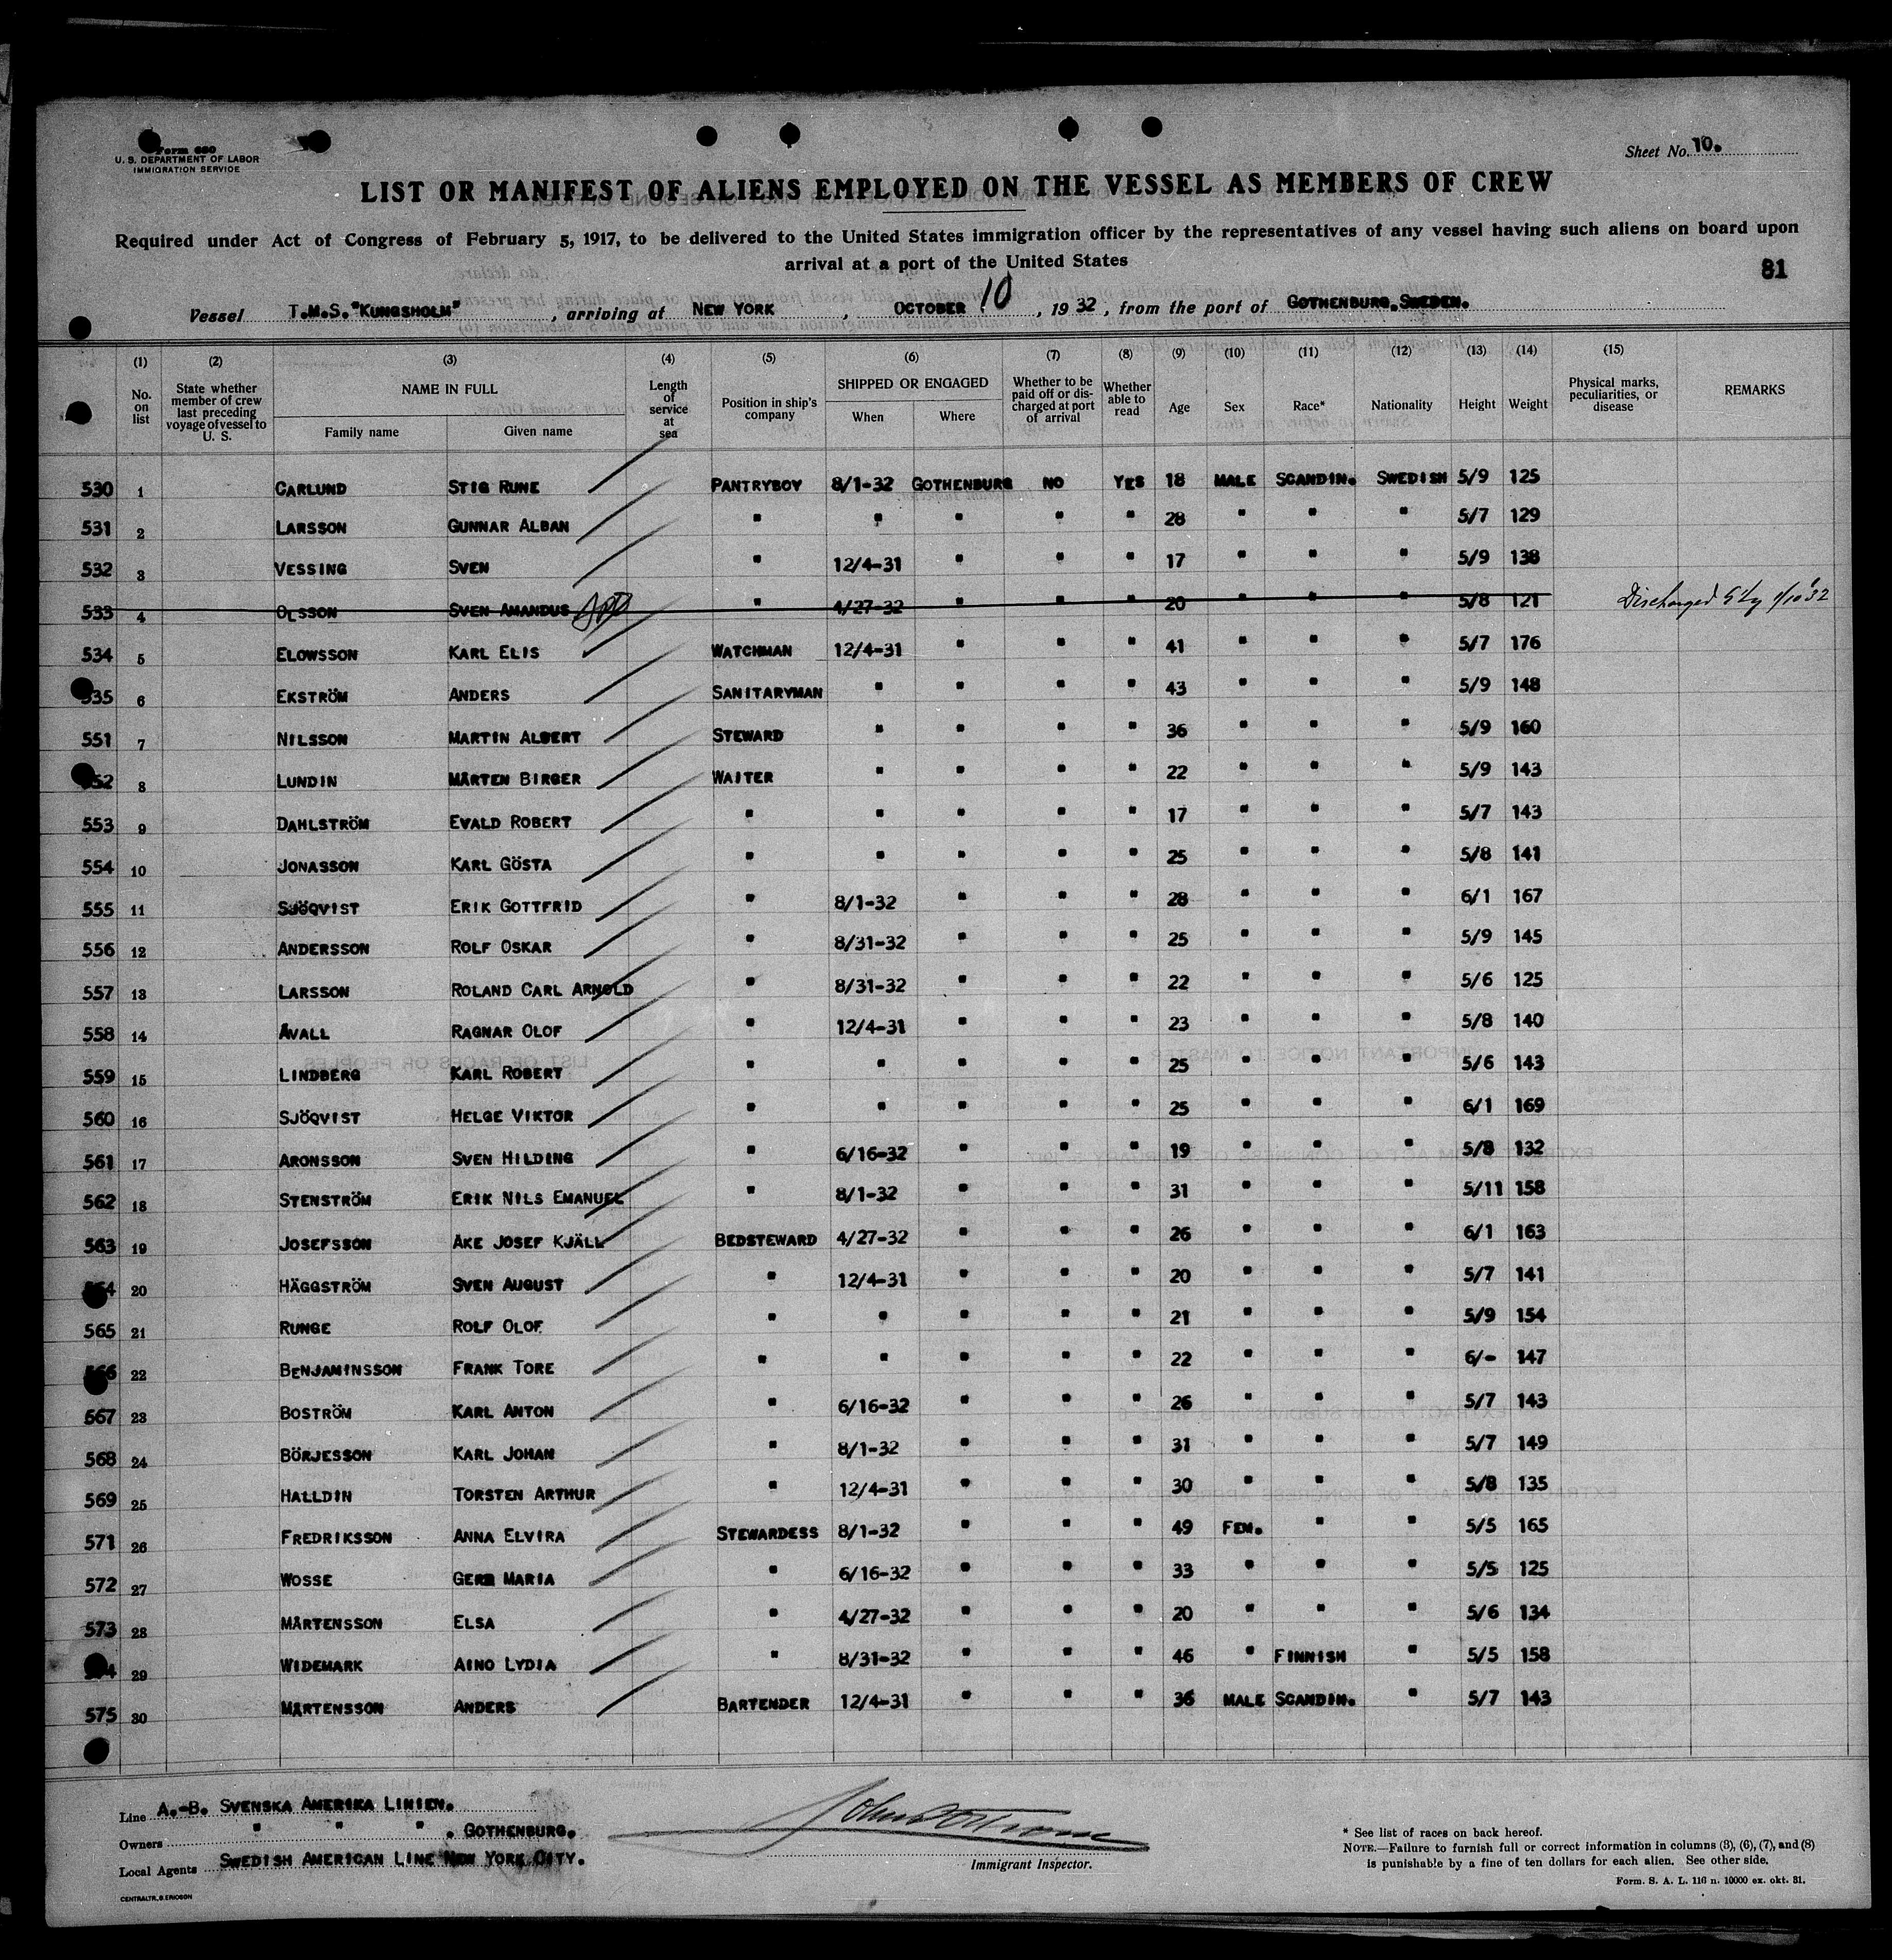 Form 680
U. S. DEPARTMENT OF LABOR
IMMIGRATION SERVICE
Sheet No. 10.
LIST OR MANIFEST OF ALIENS EMPLOYED ON THE VESSEL AS MEMBERS OF CREW
Required under Act of Congress of February 5, 1917, to be delivered to the United States immigration officer by the representatives of any vessel having such aliens on board upon
arrival at a port of the United States
81
Vessel T.M.S. "KUNGSHOLM", arriving at NEW YORK, OCTOBER 10, 1932, from the port of GOTHENBURG, SWEDEN.
(1) (2) (3) (4) (5) (6) (7) (8) (9) (10) (11) (12) (13) (14) (15)
No. on list
State whether member of crew last preceding voyage of vessel to U. S.
NAME IN FULL
Family name
Given name
Length of service at sea
Position in ship's company
SHIPPED OR ENGAGED
When
Where
Whether to be paid off or discharged at port of arrival
Whether able to read
Age
Sex
Race*
Nationality
Height
Weight
Physical marks, peculiarities, or disease
REMARKS
530 1 CARLUND STIG RUNE PANTRYBOY 8/1-32 GOTHENBURG NO YES 18 MALE SCANDIN. SWEDISH 5/9 125
531 2 LARSSON GUNNAR ALBAN " " " " " 28 " " " 5/7 129
532 3 VESSING SVEN " 12/4-31 " " " 17 " " " 5/9 138
533 4 OLSSON SVEN AMANDUS " 4/27-32 " " " 20 " " " 5/8 121 Discharged 1/10 32
534 5 ELOWSSON KARL ELIS WATCHMAN 12/4-31 " " " 41 " " " 5/7 176
535 6 EKSTRÖM ANDERS SANITARYMAN " " " " 43 " " " 5/9 148
551 7 NILSSON MARTIN ALBERT STEWARD " " " " 36 " " " 5/9 160
552 8 LUNDIN MÅRTEN BIRGER WAITER " " " " 22 " " " 5/9 143
553 9 DAHLSTRÖM EVALD ROBERT " " " " " 17 " " " 5/7 143
554 10 JONASSON KARL GÖSTA " " " " " 25 " " " 5/8 141
555 11 SJÖQVIST ERIK GOTTFRID " 8/1-32 " " " 28 " " " 6/1 167
556 12 ANDERSSON ROLF OSKAR " 8/31-32 " " " 25 " " " 5/9 145
557 13 LARSSON ROLAND CARL ARNOLD " 8/31-32 " " " 22 " " " 5/6 125
558 14 ÅVALL RAGNAR OLOF " 12/4-31 " " " 23 " " " 5/8 140
559 15 LINDBERG KARL ROBERT " " " " " 25 " " " 5/6 143
560 16 SJÖQVIST HELGE VIKTOR " " " " " 25 " " " 6/1 169
561 17 ARONSSON SVEN HILDING " 6/16-32 " " " 19 " " " 5/8 132
562 18 STENSTRÖM ERIK NILS EMANUEL " 8/1-32 " " " 31 " " " 5/11 158
563 19 JOSEFSSON ÅKE JOSEF KJÄLL BEDSTEWARD 4/27-32 " " " 26 " " " 6/1 163
564 20 HÄGGSTRÖM SVEN AUGUST " 12/4-31 " " " 20 " " " 5/7 141
565 21 RUNGE ROLF OLOF " " " " " 21 " " " 5/9 154
566 22 BENJAMINSSON FRANK TORE " " " " " 22 " " " 6/- 147
567 23 BOSTRÖM KARL ANTON " 6/16-32 " " " 26 " " " 5/7 143
568 24 BÖRJESSON KARL JOHAN " 8/1-32 " " " 31 " " " 5/7 149
569 25 HALLDIN TORSTEN ARTHUR " 12/4-31 " " " 30 " " " 5/8 135
571 26 FREDRIKSSON ANNA ELVIRA STEWARDESS 8/1-32 " " " 49 FEM. " " 5/5 165
572 27 WOSSE GERD MARIA " 6/16-32 " " " 33 " " " 5/5 125
573 28 MÅRTENSSON ELSA " 4/27-32 " " " 20 " " " 5/6 134
574 29 WIDEMARK AINO LYDIA " 8/31-32 " " " 46 " FINNISH " 5/5 158
575 30 MÅRTENSSON ANDERS BARTENDER 12/4-31 " " " 36 MALE SCANDIN. " 5/7 143
Line A.-B. SVENSKA AMERIKA LINIEN.
Owners " " ". GOTHENBURG.
Local Agents SWEDISH AMERICAN LINE NEW YORK CITY.
Immigrant Inspector.
* See list of races on back hereof.
NOTE.—Failure to furnish full or correct information in columns (3), (6), (7), and (8)
is punishable by a fine of ten dollars for each alien. See other side.
Form. S. A. L. 116 n. 10000 ex. okt. 31.
CENTRALTR. G. ERICSON